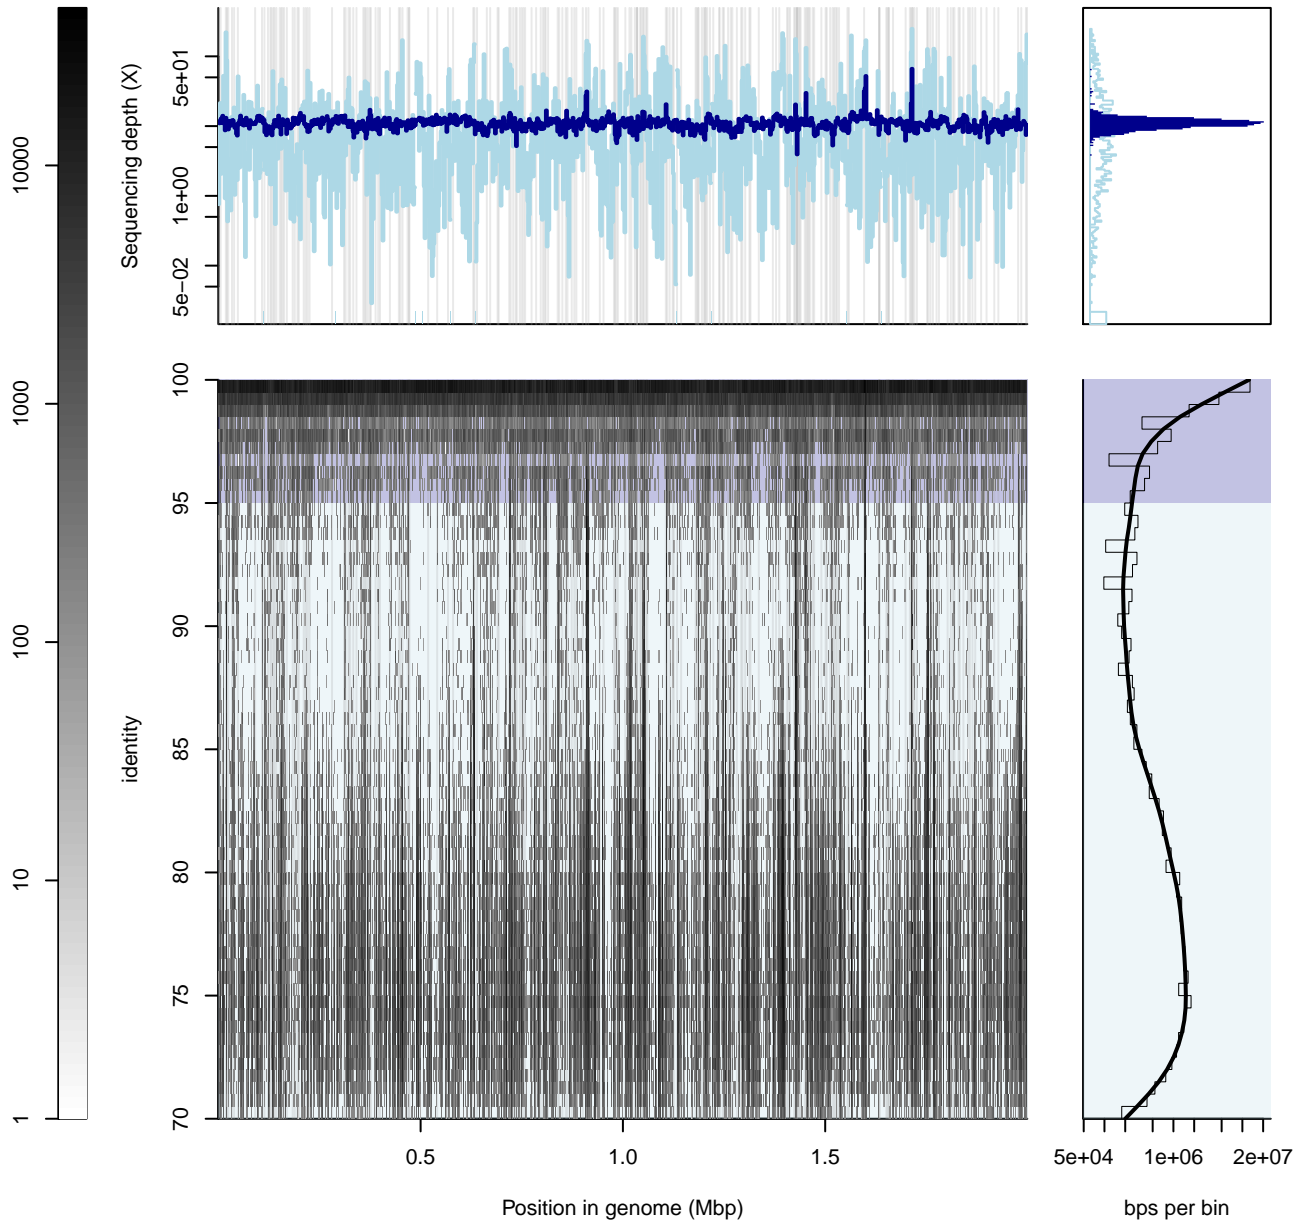 Sequencing depth (X)
5e+01
1e+00
5e-02
10000
1000
100
10
1
identity
100
95
90
85
80
75
70
0.5
1.0
1.5
Position in genome (Mbp)
5e+04
1e+06
2e+07
bps per bin